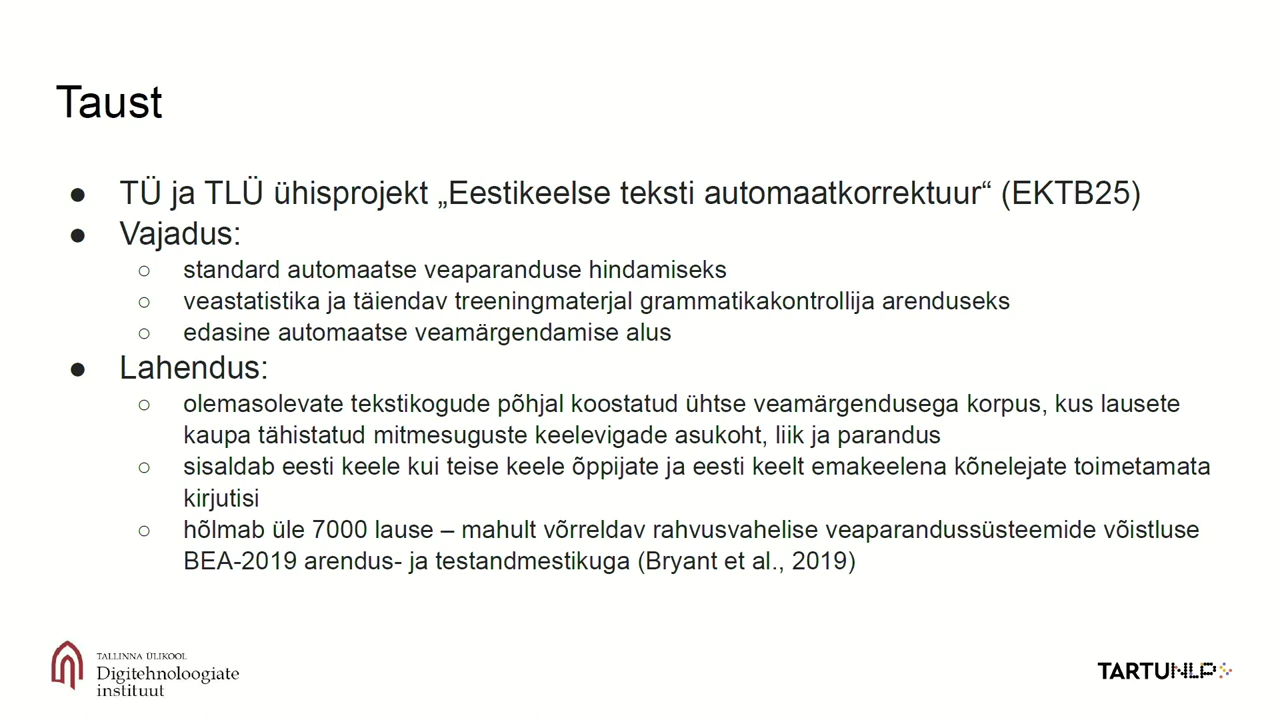 Taust
● TÜ ja TLÜ ühisprojekt „Eestikeelse teksti automaatkorrektuur“ (EKTB25)
● Vajadus:
○ standard automaatse veaparanduse hindamiseks
○ veastatistika ja täiendav treeningmaterjal grammatikakontrollija arenduseks
○ edasine automaatse veamärgendamise alus
● Lahendus:
○ olemasolevate tekstikogude põhjal koostatud ühtse veamärgendusega korpus, kus lausete
kaupa tähistatud mitmesuguste keelevigade asukoht, liik ja parandus
○ sisaldab eesti keele kui teise keele õppijate ja eesti keelt emakeelena kõnelejate toimetamata
kirjutisi
○ hõlmab üle 7000 lause – mahult võrreldav rahvusvahelise veaparandussüsteemide võistluse
BEA-2019 arendus- ja testandmestikuga (Bryant et al., 2019)
TALLINNA ÜLIKOOL
Digitehnoloogiate
instituut
TARTUNLP